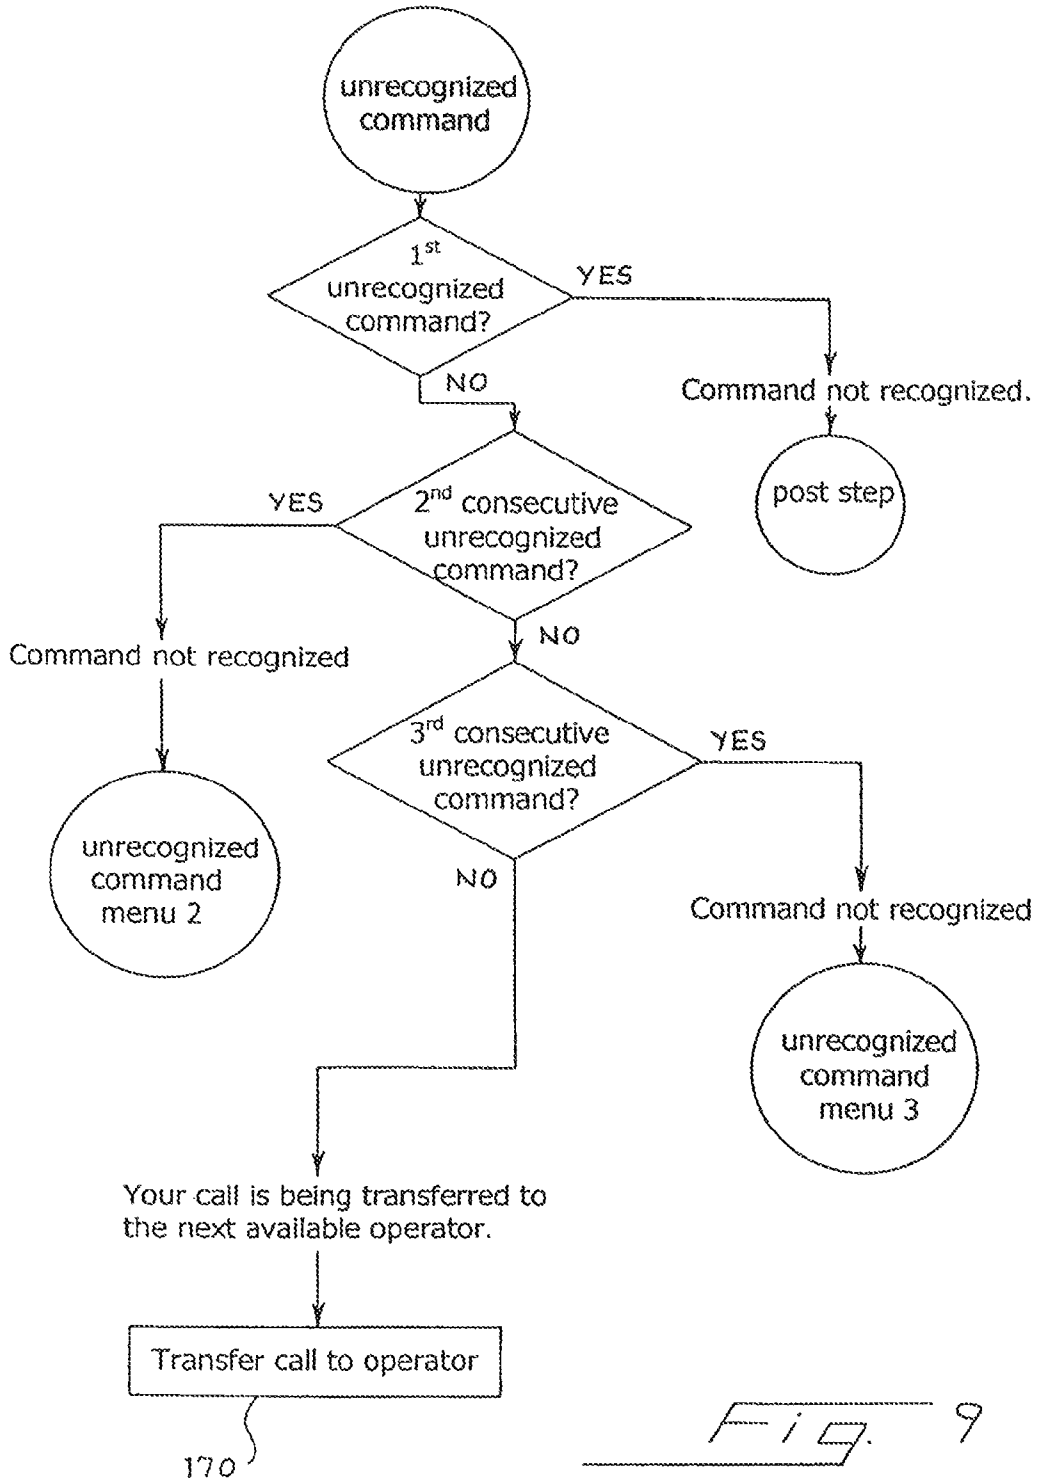 unrecognized
command
1st
unrecognized
command?
YES
NO
Command not recognized.
post step
2nd consecutive
unrecognized
command?
YES
NO
Command not recognized
unrecognized
command
menu 2
3rd consecutive
unrecognized
command?
YES
NO
Command not recognized
unrecognized
command
menu 3
Your call is being transferred to
the next available operator.
Transfer call to operator
170
Fig. 9